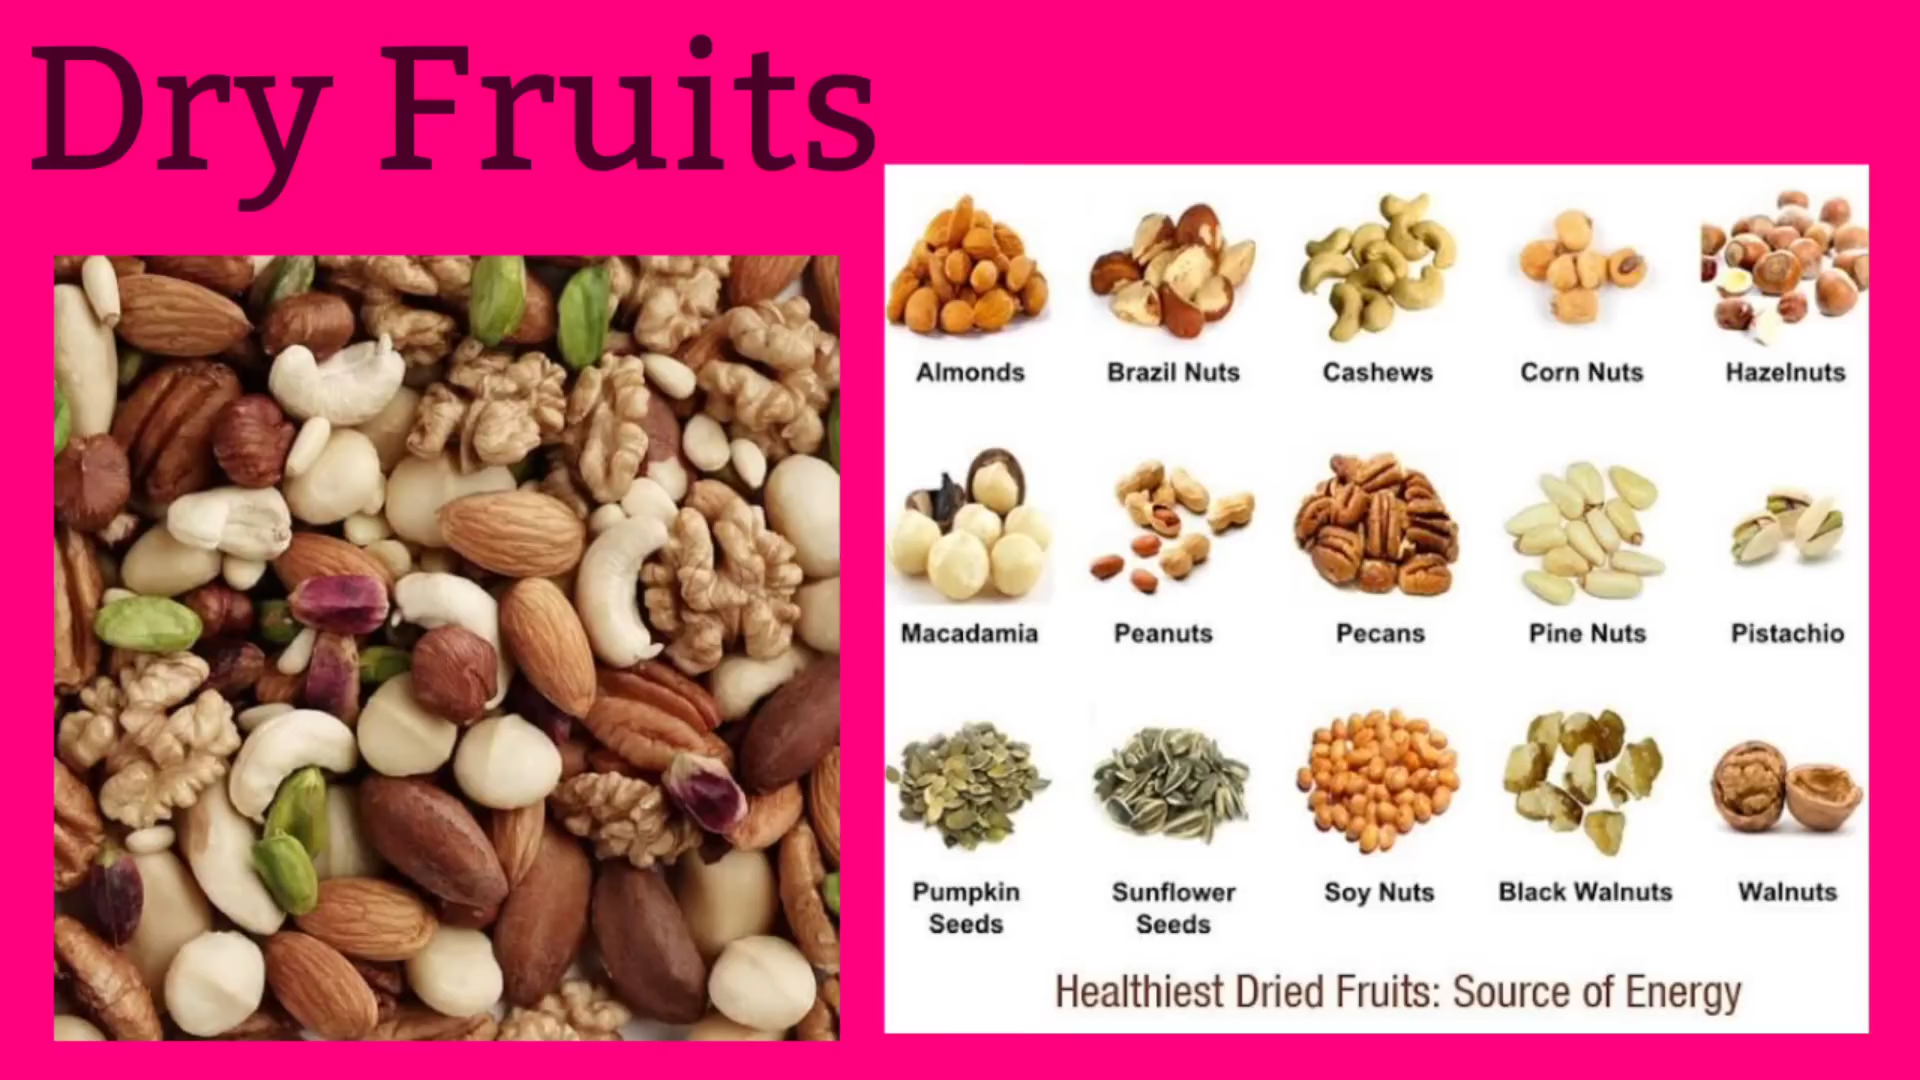 Dry Fruits
Almonds
Brazil Nuts
Cashews
Corn Nuts
Hazelnuts
Macadamia
Peanuts
Pecans
Pine Nuts
Pistachio
Pumpkin
Seeds
Sunflower
Seeds
Soy Nuts
Black Walnuts
Walnuts
Healthiest Dried Fruits: Source of Energy